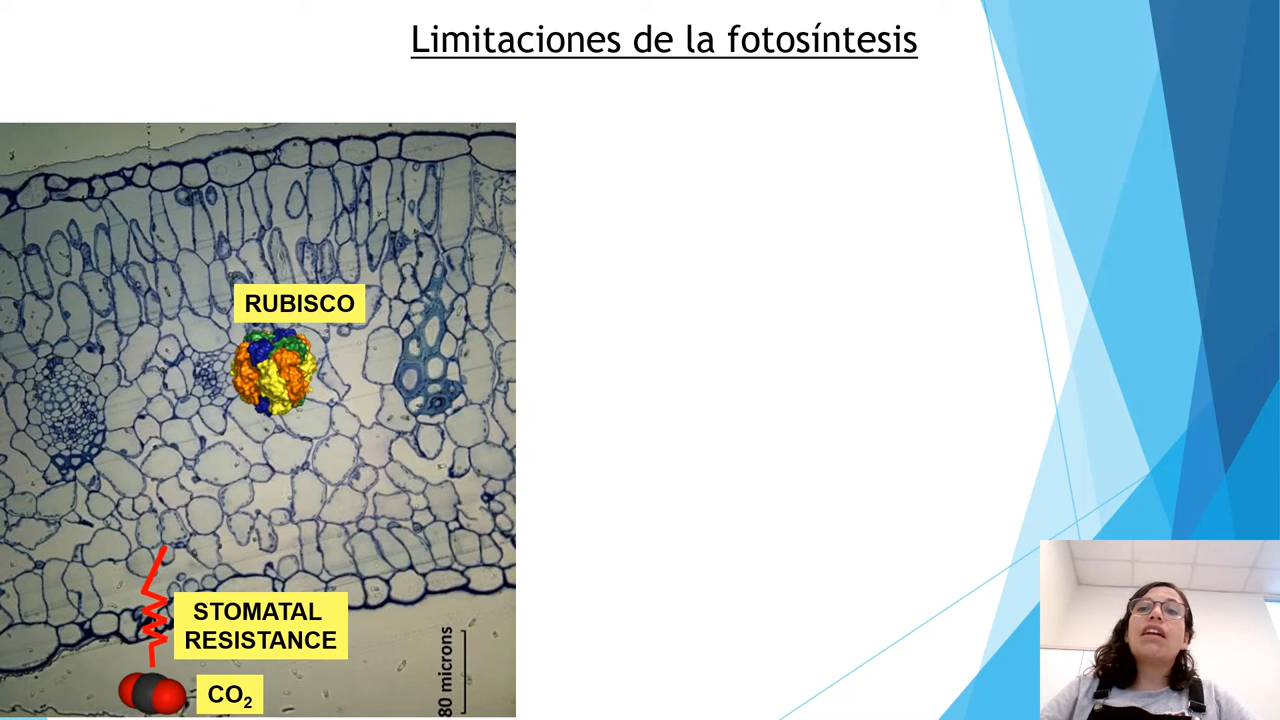 Limitaciones de la fotosíntesis
RUBISCO
STOMATAL
RESISTANCE
CO₂
80 microns